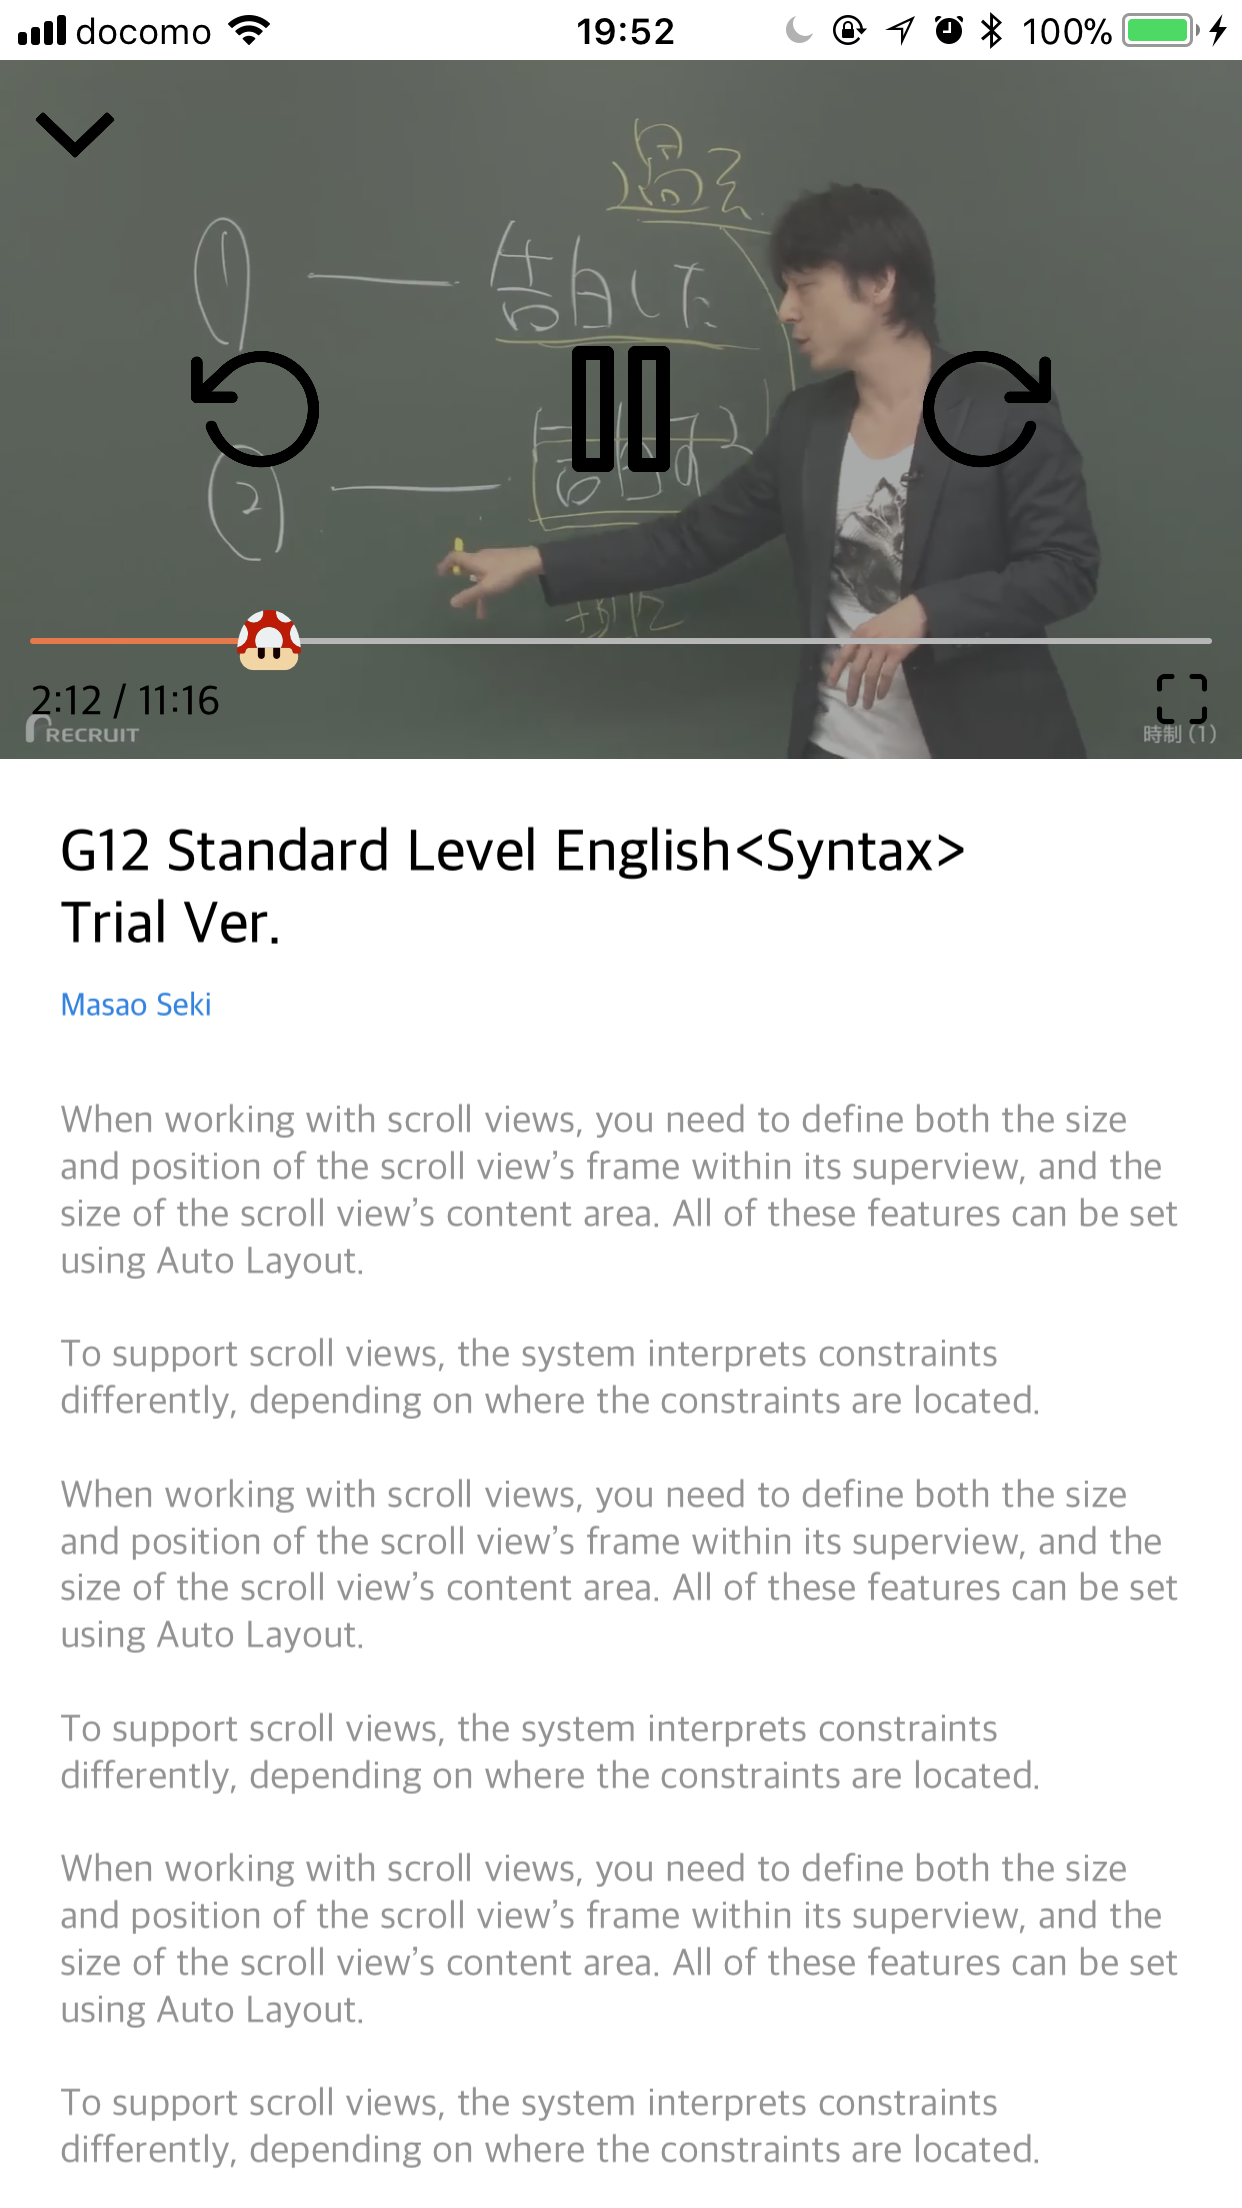 docomo 19:52 100%
過去
① 告白した
②
2:12 / 11:16
RECRUIT 時制 (1)
G12 Standard Level English<Syntax>
Trial Ver.
Masao Seki
When working with scroll views, you need to define both the size
and position of the scroll view’s frame within its superview, and the
size of the scroll view’s content area. All of these features can be set
using Auto Layout.
To support scroll views, the system interprets constraints
differently, depending on where the constraints are located.
When working with scroll views, you need to define both the size
and position of the scroll view’s frame within its superview, and the
size of the scroll view’s content area. All of these features can be set
using Auto Layout.
To support scroll views, the system interprets constraints
differently, depending on where the constraints are located.
When working with scroll views, you need to define both the size
and position of the scroll view’s frame within its superview, and the
size of the scroll view’s content area. All of these features can be set
using Auto Layout.
To support scroll views, the system interprets constraints
differently, depending on where the constraints are located.